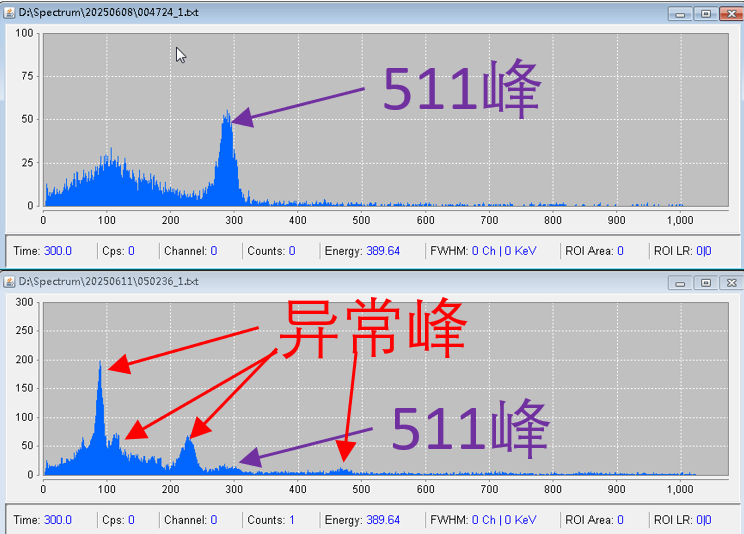 D:\Spectrum\20250608\004724_1.txt
100
75
50
25
0
511峰
0 100 200 300 400 500 600 700 800 900 1,000
Time: 300.0 Cps: 0 Channel: 0 Counts: 0 Energy: 389.64 FWHM: 0 Ch | 0 KeV ROI Area: 0 ROI LR: 0|0
D:\Spectrum\20250611\050236_1.txt
300
250
200
150
100
50
0
异常峰
511峰
0 100 200 300 400 500 600 700 800 900 1,000
Time: 300.0 Cps: 0 Channel: 0 Counts: 1 Energy: 389.64 FWHM: 0 Ch | 0 KeV ROI Area: 0 ROI LR: 0|0